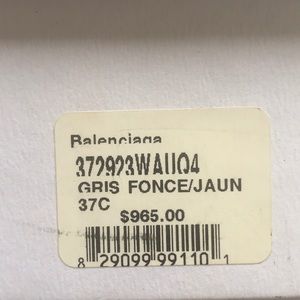 Balenciaga
372923WAUQ4
GRIS FONCE/JAUN
37C
$965.00
8 29099 99110 1